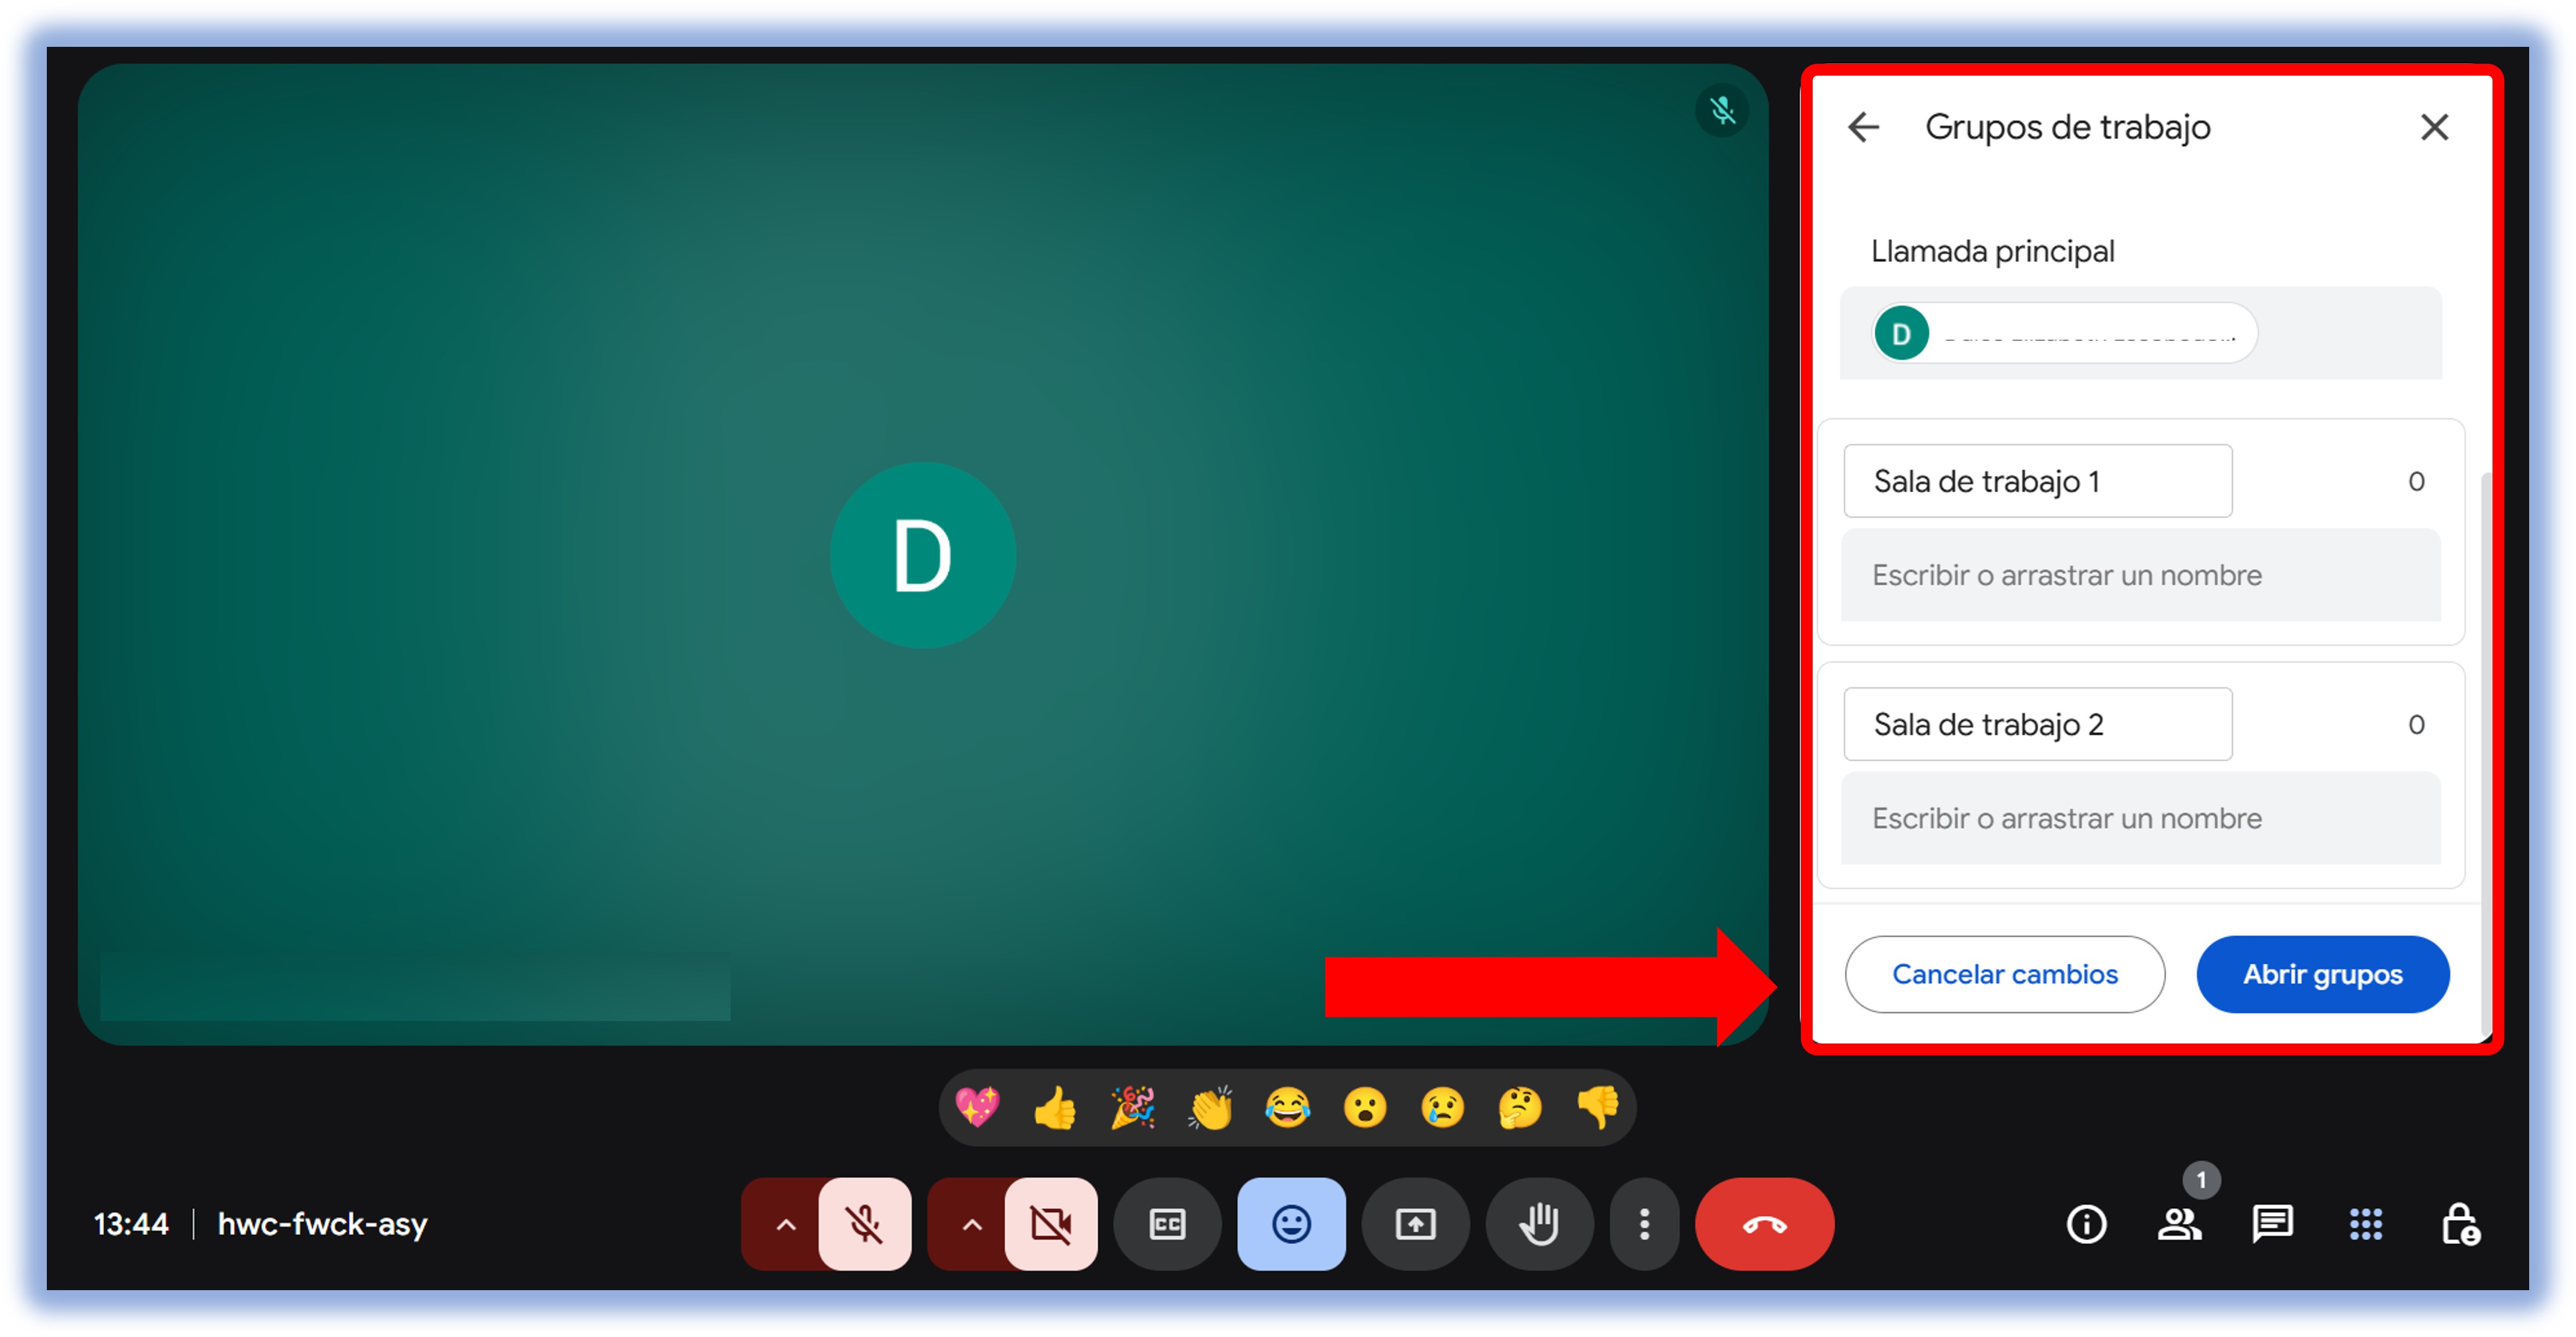 Grupos de trabajo
Llamada principal
D
Sala de trabajo 1 0
Escribir o arrastrar un nombre
Sala de trabajo 2 0
Escribir o arrastrar un nombre
Cancelar cambios Abrir grupos
D
13:44 | hwc-fwck-asy
CC
1